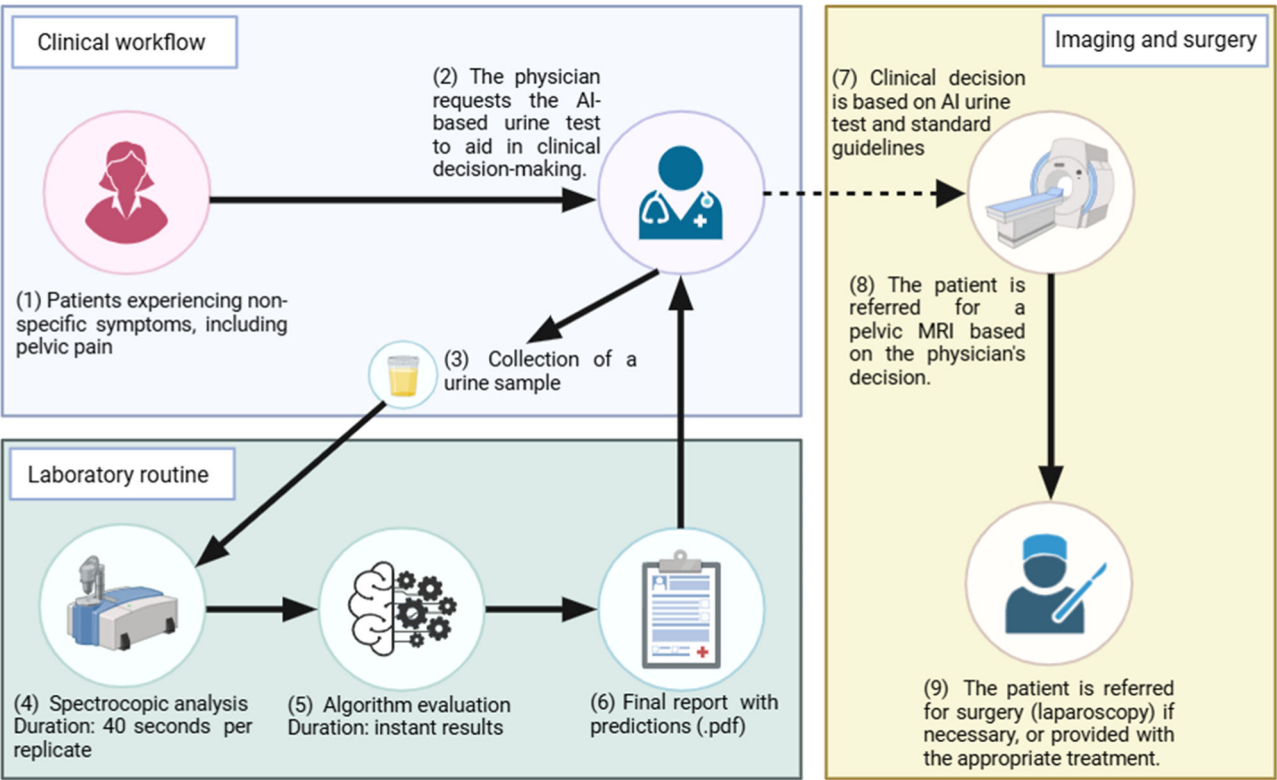 Clinical workflow
(2) The physician
requests the AI-
based urine test
to aid in clinical
decision-making.
(1) Patients experiencing non-
specific symptoms, including
pelvic pain
(3) Collection of a
urine sample
Laboratory routine
(4) Spectrocopic analysis
Duration: 40 seconds per
replicate
(5) Algorithm evaluation
Duration: instant results
(6) Final report with
predictions (.pdf)
Imaging and surgery
(7) Clinical decision
is based on AI urine
test and standard
guidelines
(8) The patient is
referred for a
pelvic MRI based
on the physician's
decision.
(9) The patient is referred
for surgery (laparoscopy) if
necessary, or provided with
the appropriate treatment.